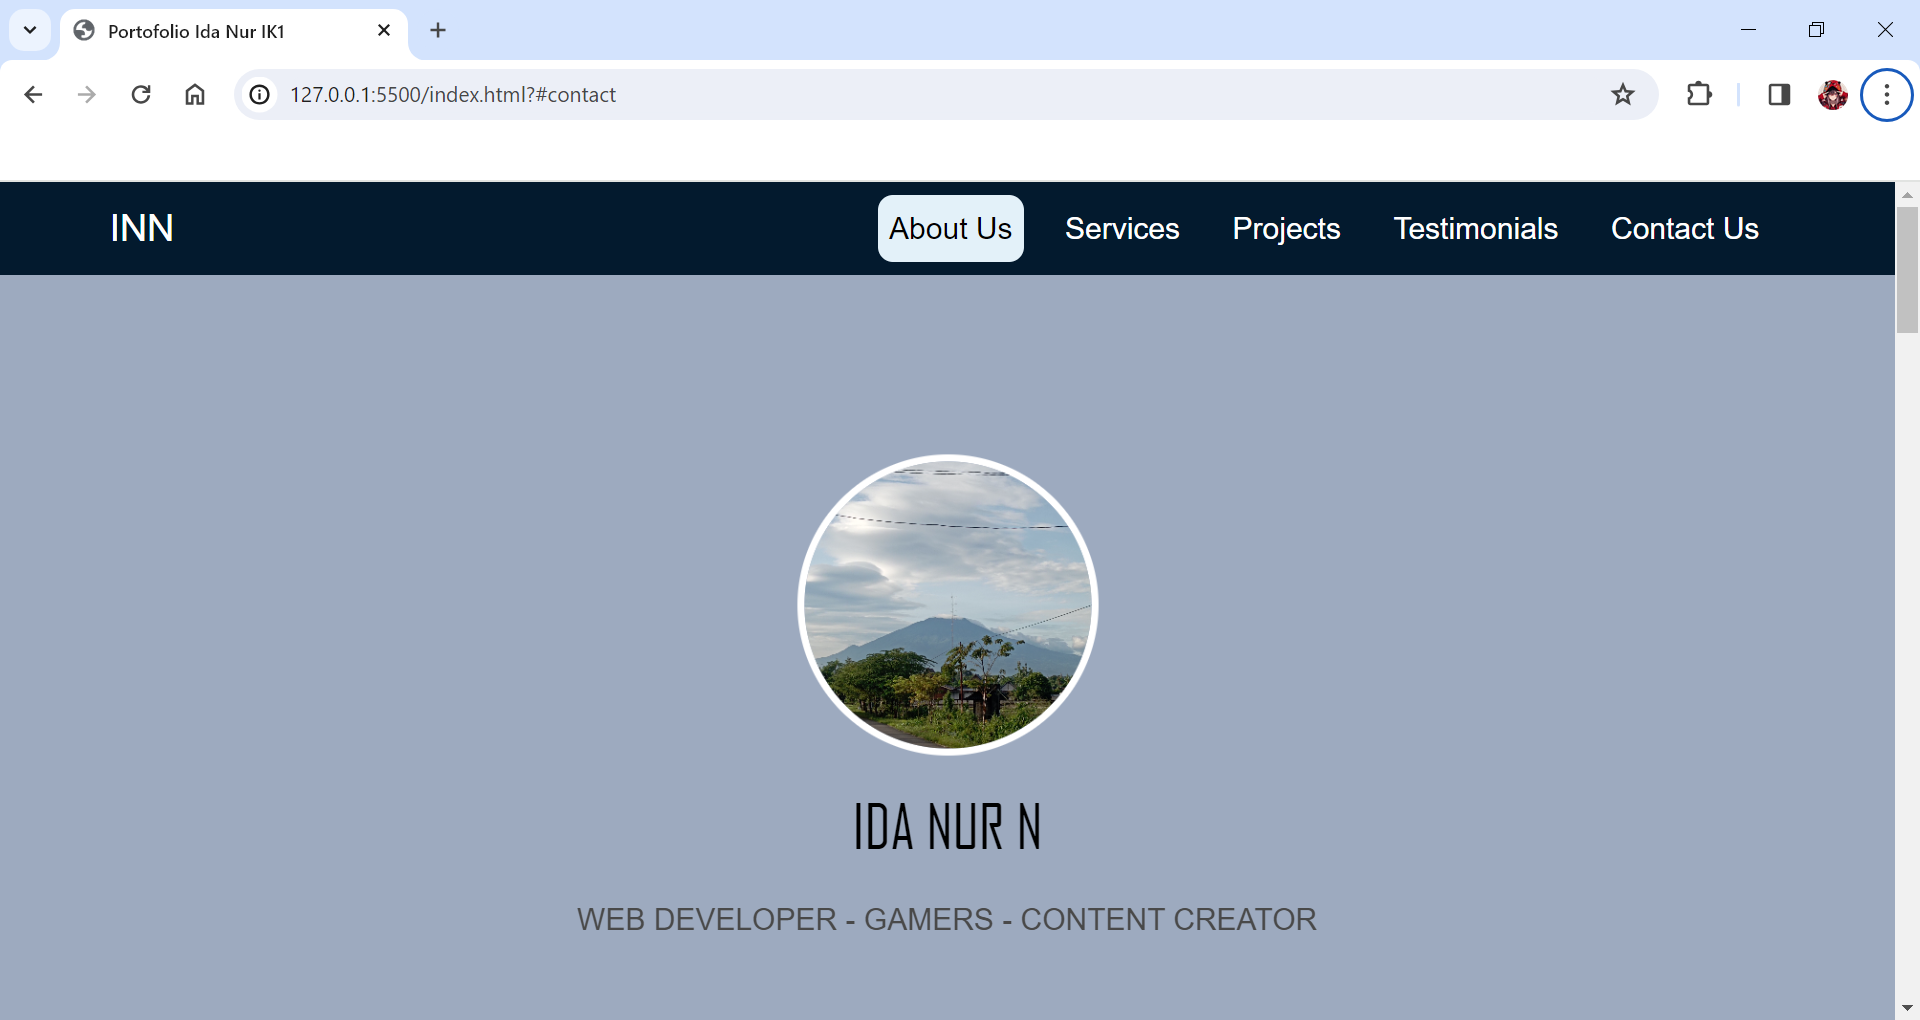 Portofolio Ida Nur IK1
127.0.0.1:5500/index.html?#contact
INN
About Us
Services
Projects
Testimonials
Contact Us
IDA NUR N
WEB DEVELOPER - GAMERS - CONTENT CREATOR